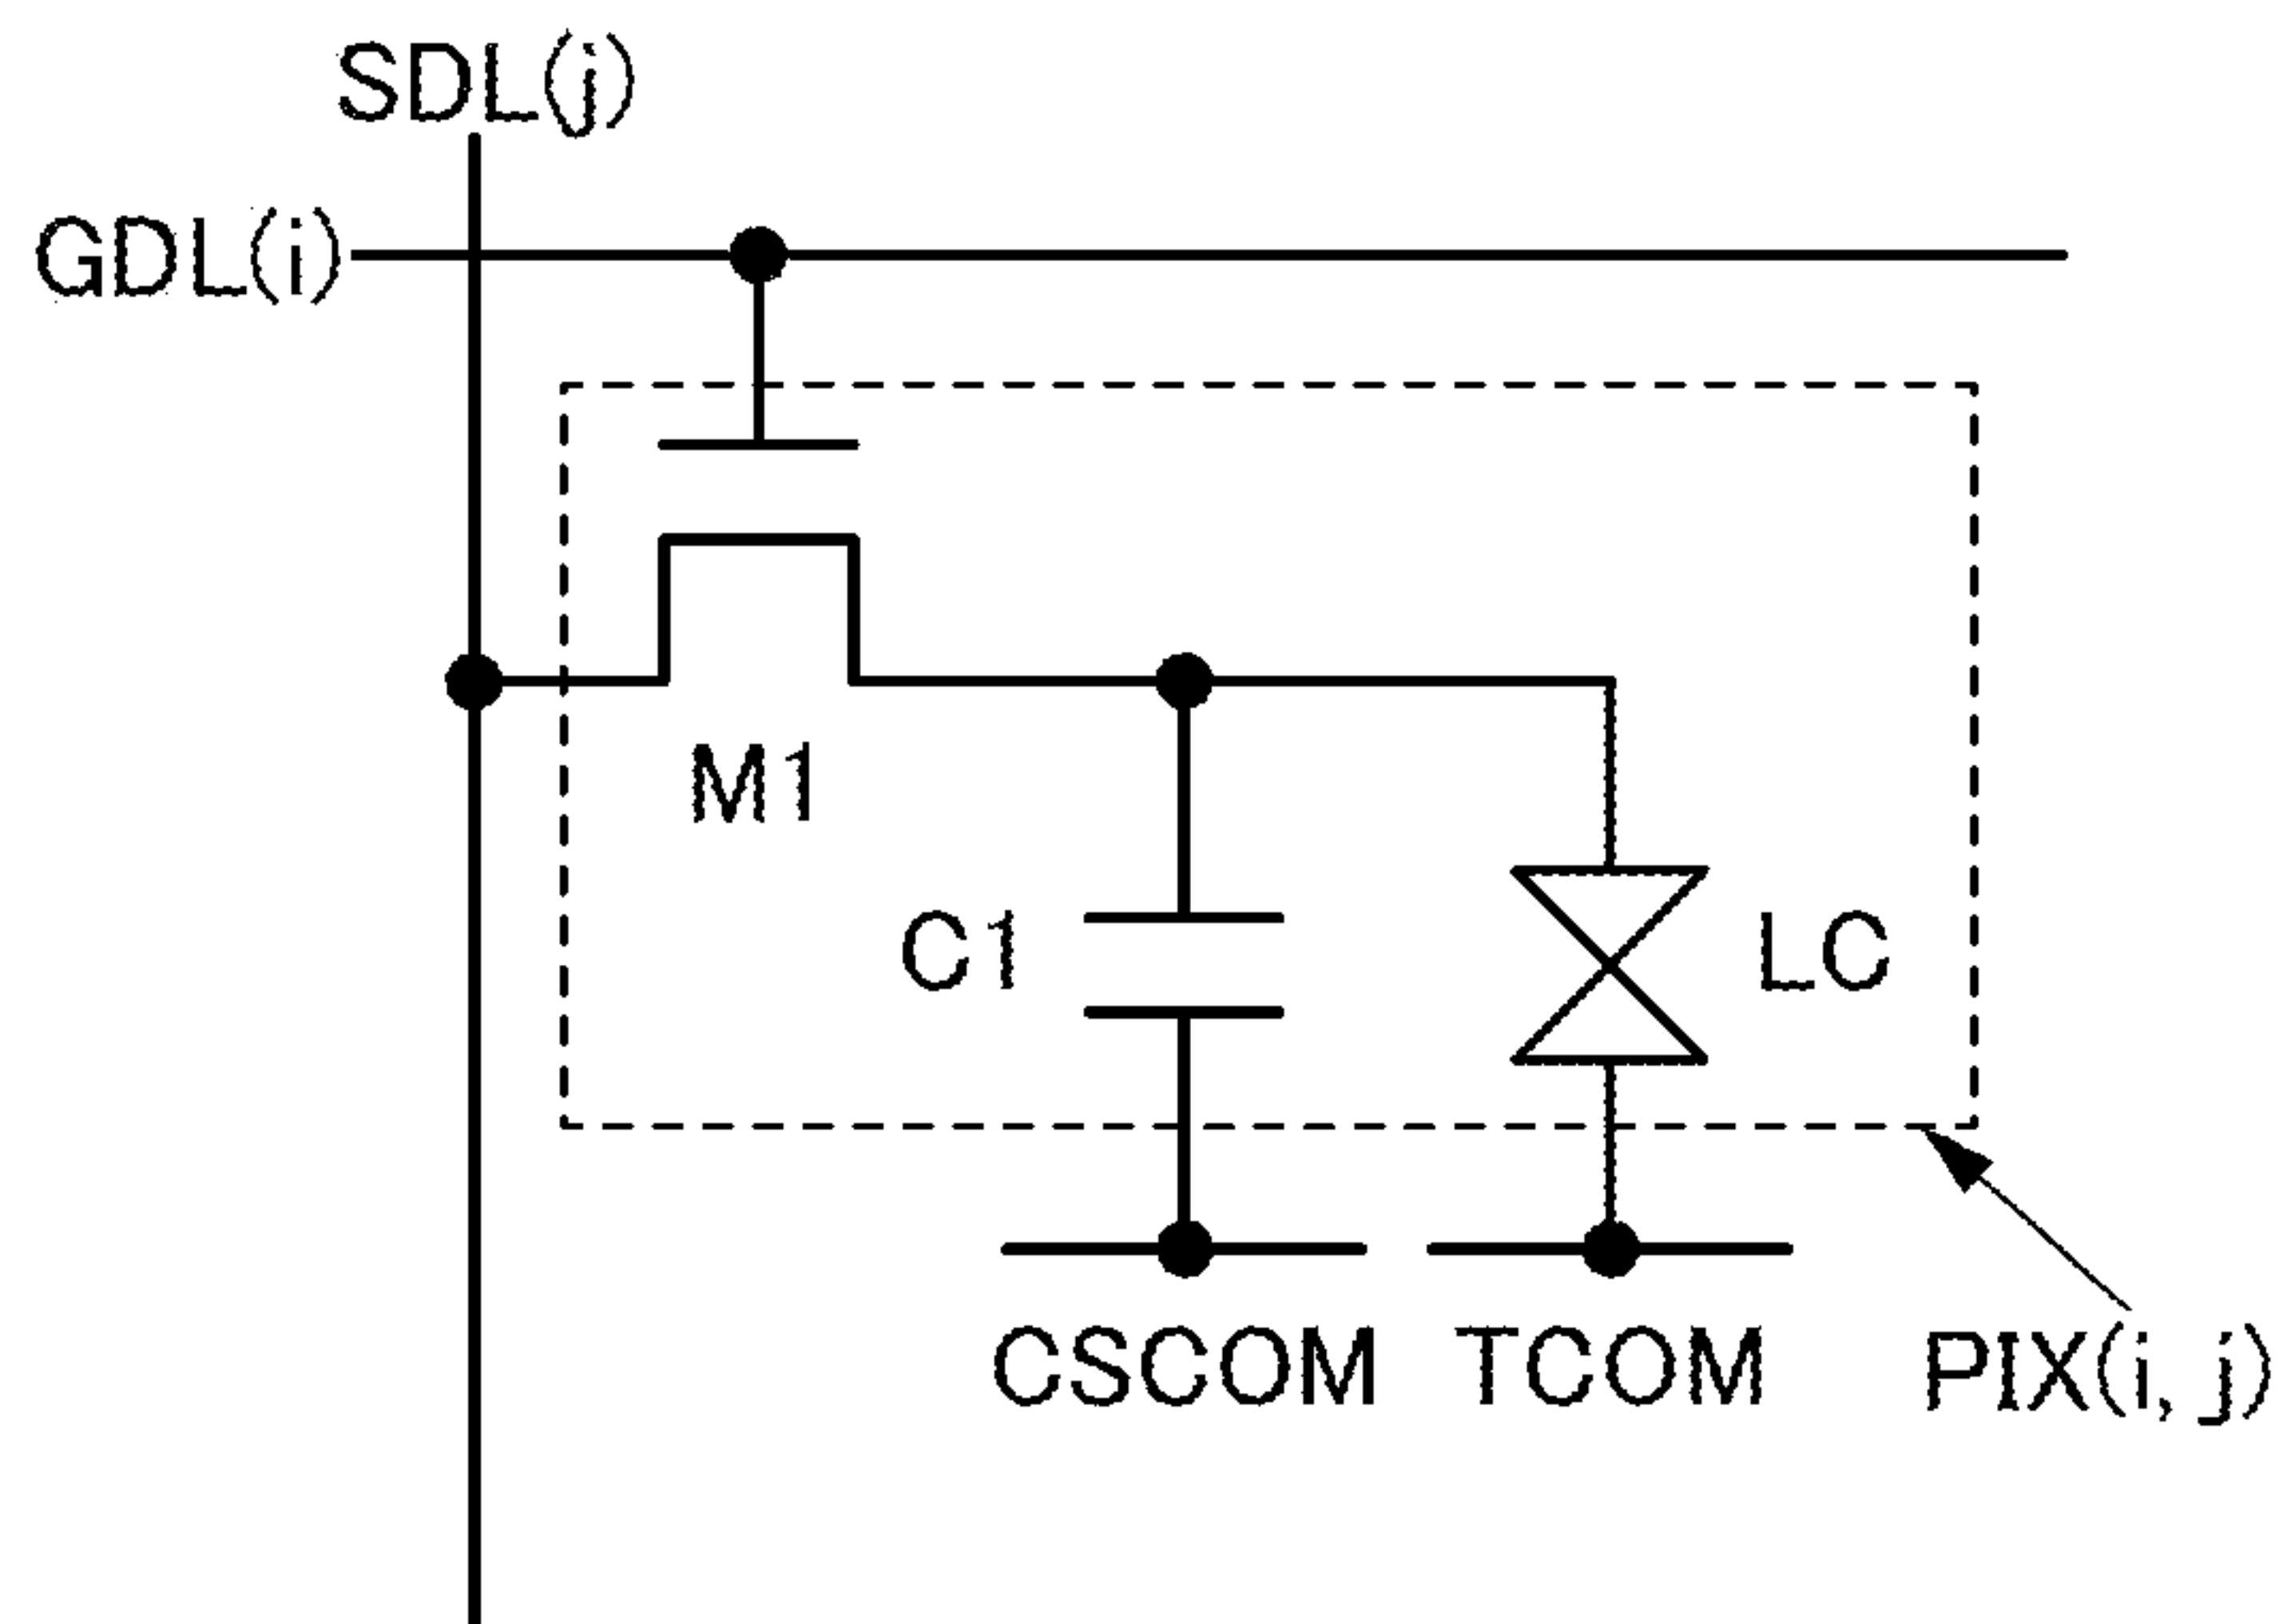 SDL(j)
GDL(i)
M1
C1
LC
CSCOM
TCOM
PIX(i, j)